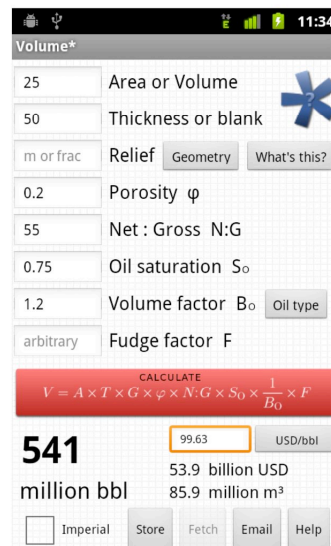 11:34
Volume*
25 Area or Volume
50 Thickness or blank
m or frac Relief Geometry What's this?
0.2 Porosity φ
55 Net : Gross N:G
0.75 Oil saturation So
1.2 Volume factor Bo Oil type
arbitrary Fudge factor F
CALCULATE
V = A × T × G × φ × N:G × SO × 1/BO × F
541 99.63 USD/bbl
53.9 billion USD
million bbl 85.9 million m³
Imperial Store Fetch Email Help